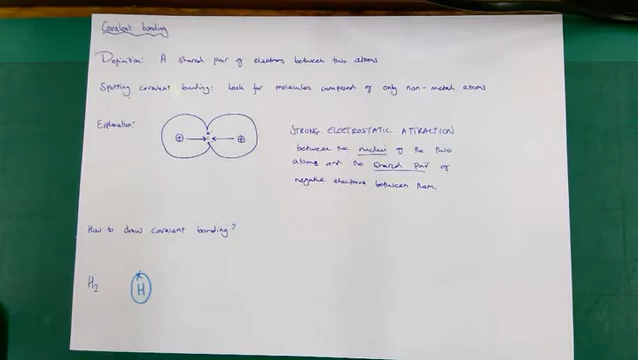 Covalent bonding
Definition: A shared pair of electrons between two atoms
Spotting covalent bonding: Look for molecules composed of only non-metal atoms
Explanation:
+ +
STRONG ELECTROSTATIC ATTRACTION
between the nuclei of the two
atoms and the shared pair of
negative electrons between them
How to draw covalent bonding?
H2
H